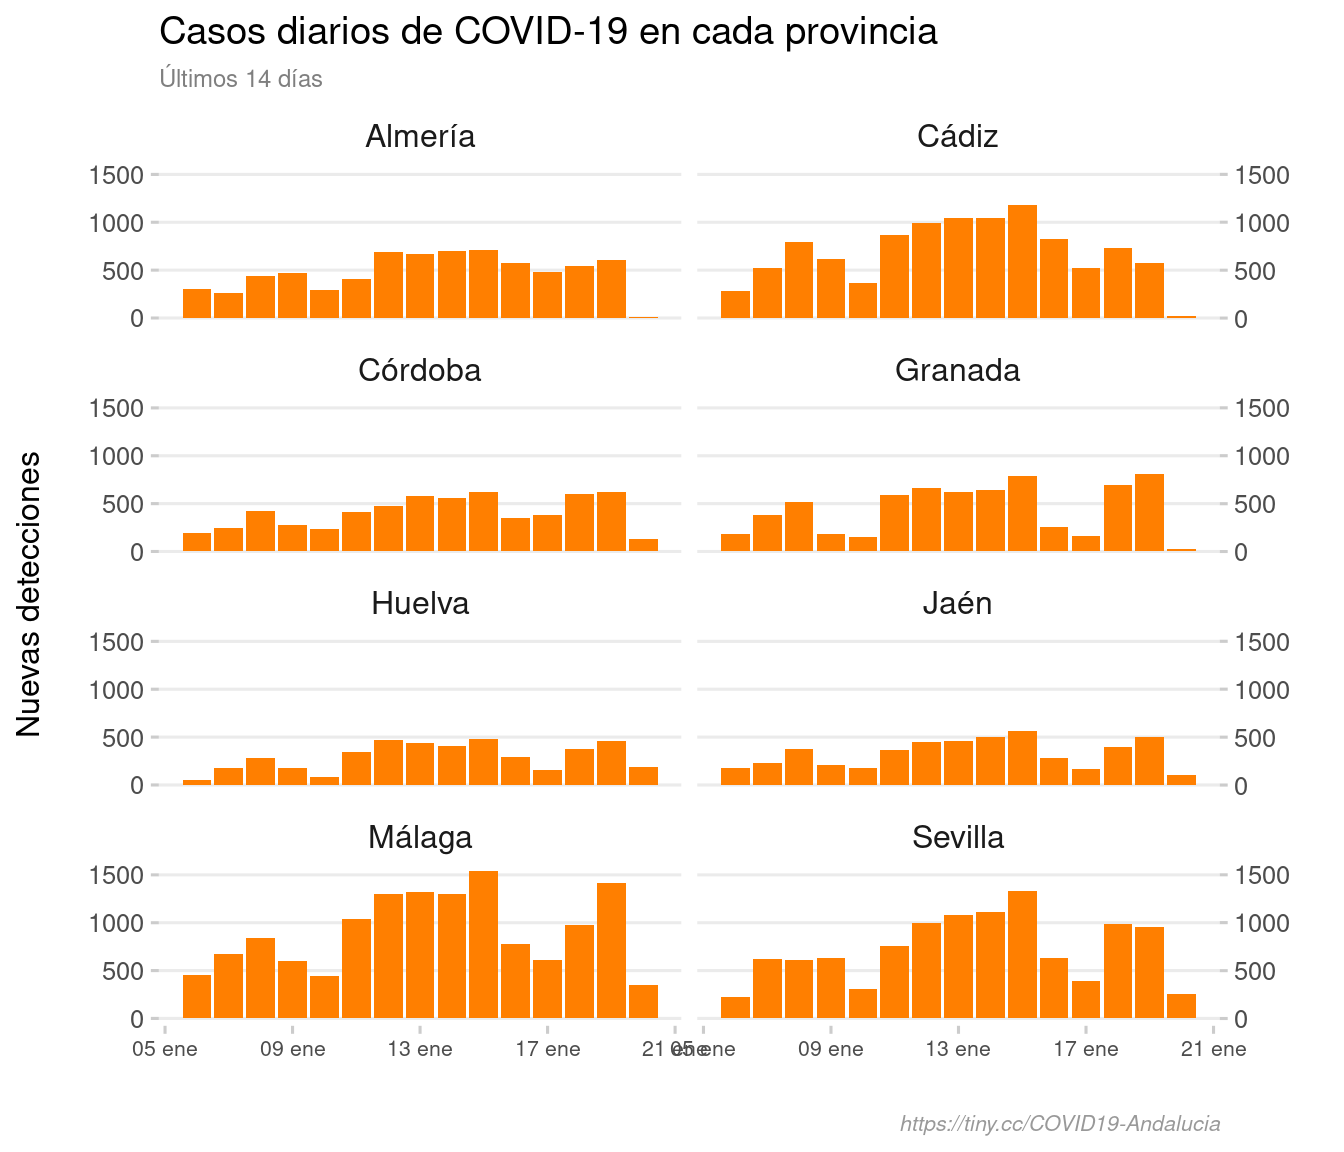 Casos diarios de COVID-19 en cada provincia
Últimos 14 días
Almería
Cádiz
1500
1000
500
0
1500
1000
500
0
Córdoba
Granada
1500
1000
500
0
1500
1000
500
0
Nuevas detecciones
Huelva
Jaén
1500
1000
500
0
1500
1000
500
0
Málaga
Sevilla
1500
1000
500
0
1500
1000
500
0
05 ene 09 ene 13 ene 17 ene 21 ene
05 ene 09 ene 13 ene 17 ene 21 ene
https://tiny.cc/COVID19-Andalucia